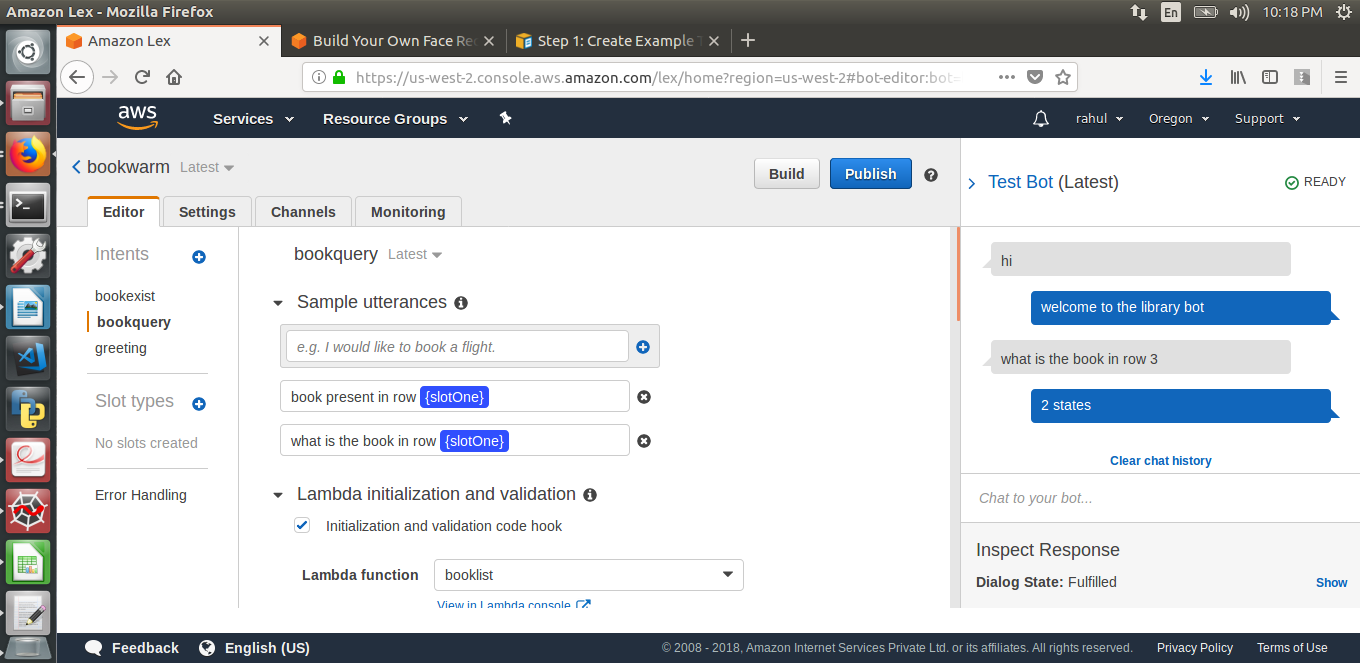 Amazon Lex - Mozilla Firefox
En
10:18 PM
Amazon Lex
Build Your Own Face Re
Step 1: Create Example
https://us-west-2.console.aws.amazon.com/lex/home?region=us-west-2#bot-editor:bot=
aws
Services
Resource Groups
rahul
Oregon
Support
bookwarm
Latest
Build
Publish
Editor
Settings
Channels
Monitoring
Intents
bookexist
bookquery
greeting
Slot types
No slots created
Error Handling
bookquery
Latest
Sample utterances
e.g. I would like to book a flight.
book present in row {slotOne}
what is the book in row {slotOne}
Lambda initialization and validation
Initialization and validation code hook
Lambda function
booklist
View in Lambda console
Test Bot (Latest)
READY
hi
welcome to the library bot
what is the book in row 3
2 states
Clear chat history
Chat to your bot...
Inspect Response
Dialog State: Fulfilled
Show
Feedback
English (US)
© 2008 - 2018, Amazon Internet Services Private Ltd. or its affiliates. All rights reserved.
Privacy Policy
Terms of Use